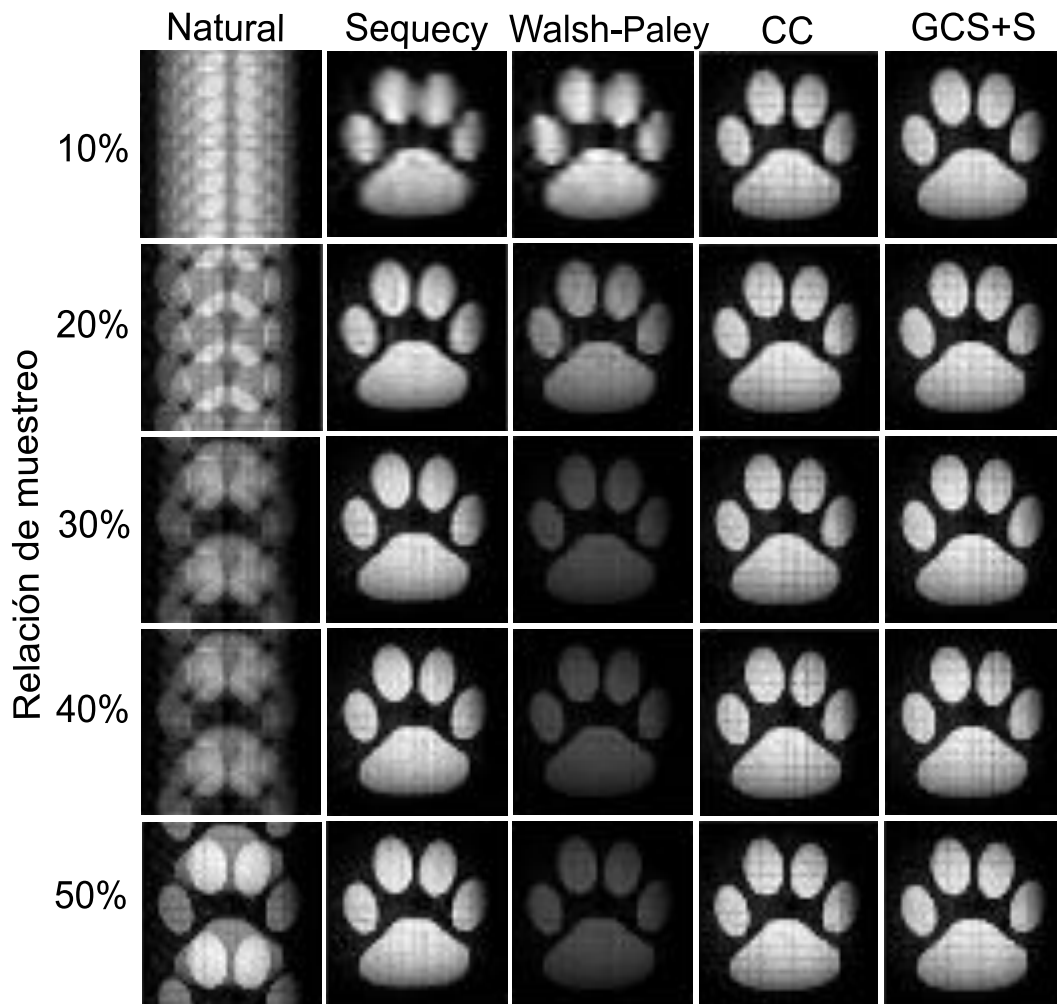 Natural Sequecy Walsh-Paley CC GCS+S
10%
20%
30%
40%
50%
Relación de muestreo